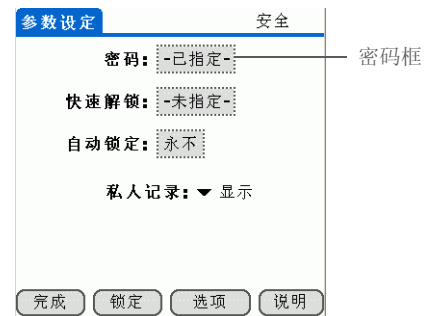 参数设定 安全
密码: -已指定- 密码框
快速解锁: -未指定-
自动锁定: 永不
私人记录: 显示
完成 锁定 选项 说明